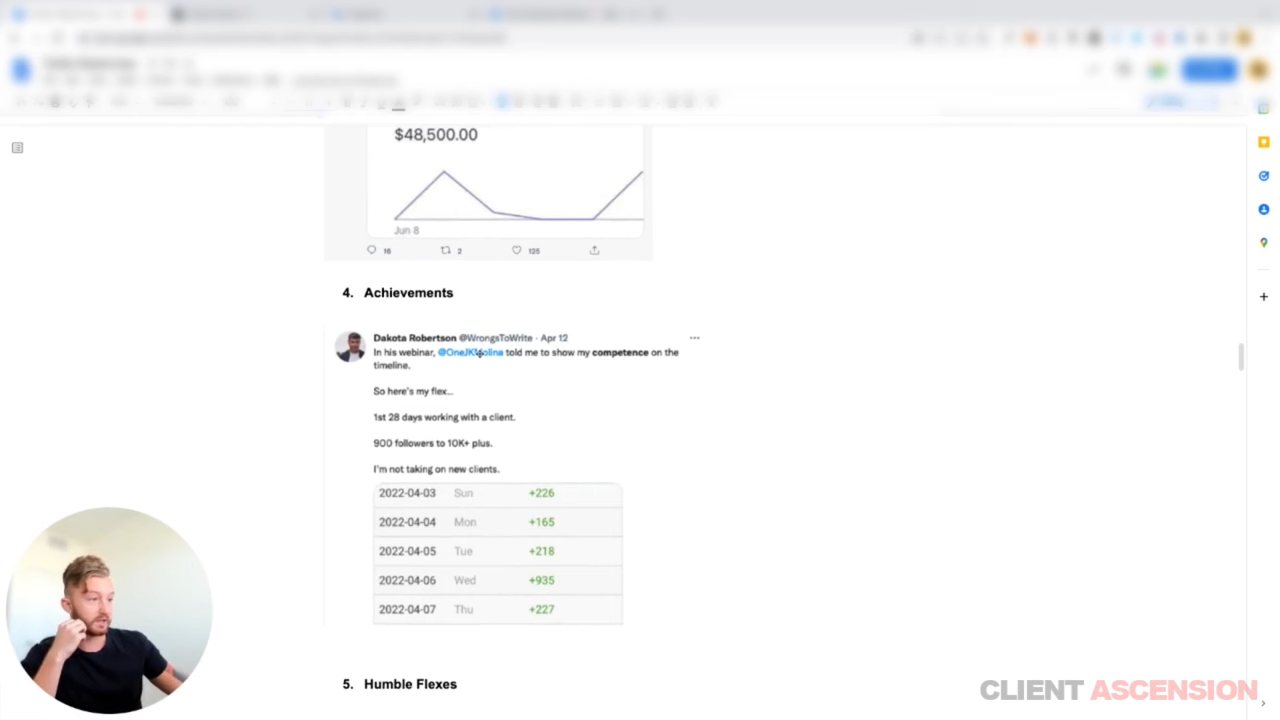 $48,500.00
Jun 8
16 2 125
4. Achievements
Dakota Robertson @WrongsToWrite · Apr 12
In his webinar, @OneJKMolina told me to show my competence on the
timeline.
So here's my flex...
1st 28 days working with a client.
900 followers to 10K+ plus.
I'm not taking on new clients.
2022-04-03 Sun +226
2022-04-04 Mon +165
2022-04-05 Tue +218
2022-04-06 Wed +935
2022-04-07 Thu +227
5. Humble Flexes
CLIENT ASCENSION